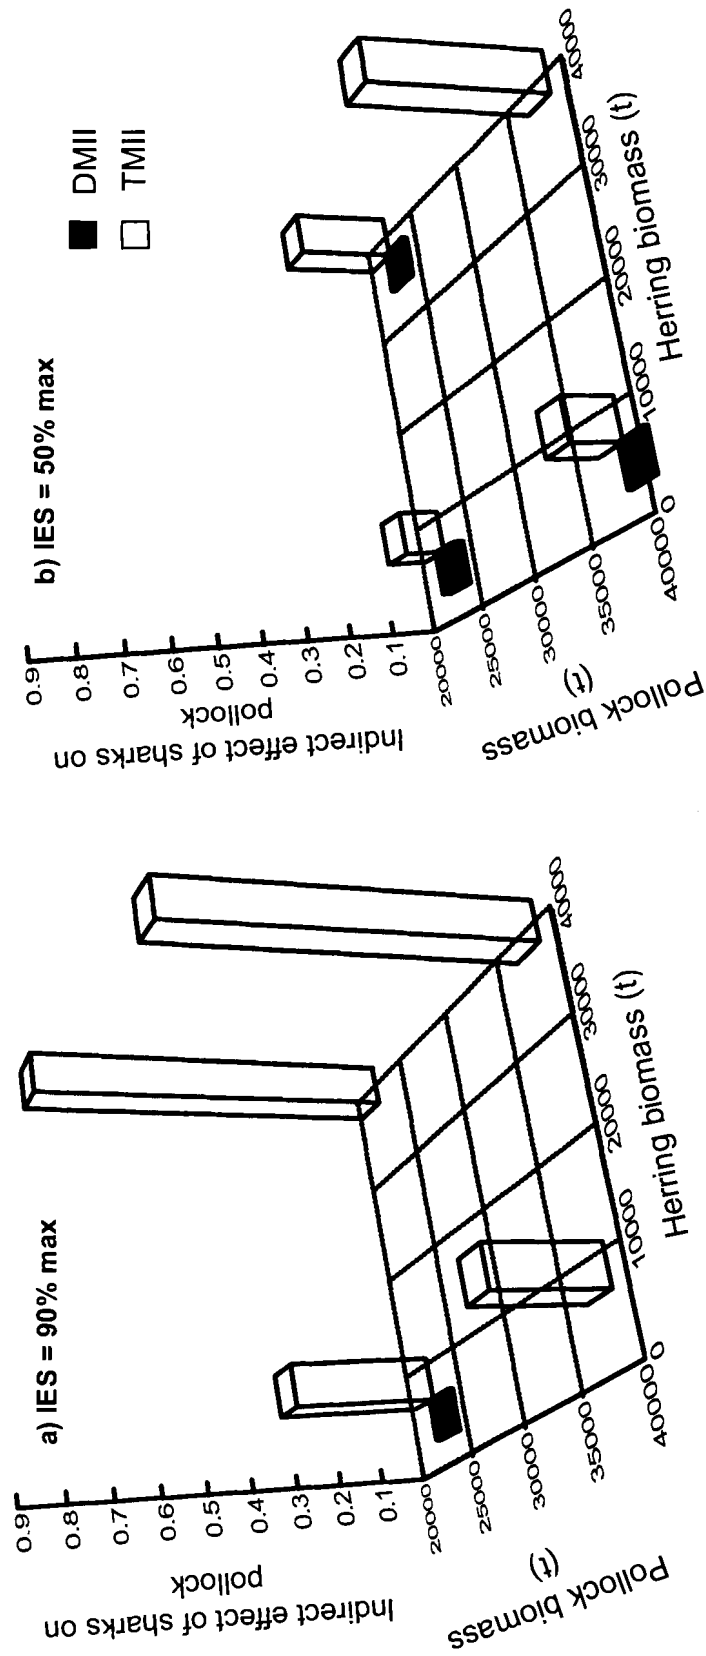 a) IES = 90% max
Indirect effect of sharks on
pollock
0.9
0.8
0.7
0.6
0.5
0.4
0.3
0.2
0.1
20000
25000
30000
35000
40000
Pollock biomass
(t)
0
10000
20000
30000
40000
Herring biomass (t)
b) IES = 50% max
DMII
TMII
Indirect effect of sharks on
pollock
0.9
0.8
0.7
0.6
0.5
0.4
0.3
0.2
0.1
20000
25000
30000
35000
40000
Pollock biomass
(t)
0
10000
20000
30000
40000
Herring biomass (t)